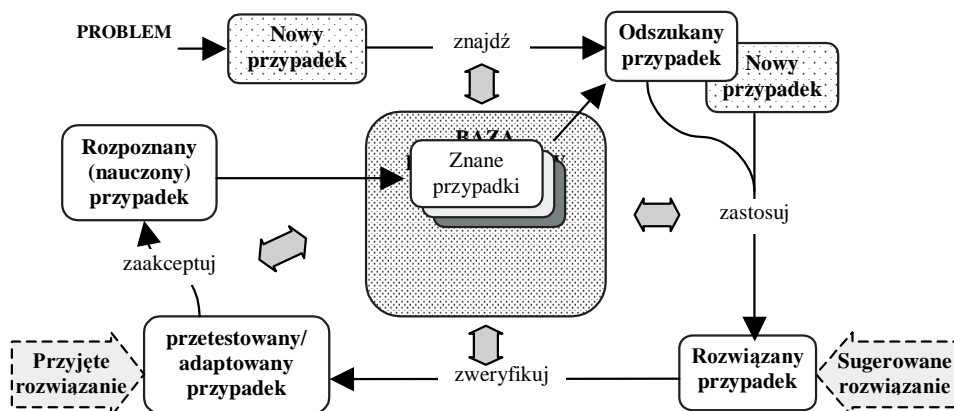 PROBLEM
Nowy
przypadek
znajdź
Odszukany
przypadek
Nowy
przypadek
BAZA
Znane
przypadki
Rozpoznany
(nauczony)
przypadek
zastosuj
zaakceptuj
Przyjęte
rozwiązanie
przetestowany/
adaptowany
przypadek
zweryfikuj
Rozwiązany
przypadek
Sugerowane
rozwiązanie